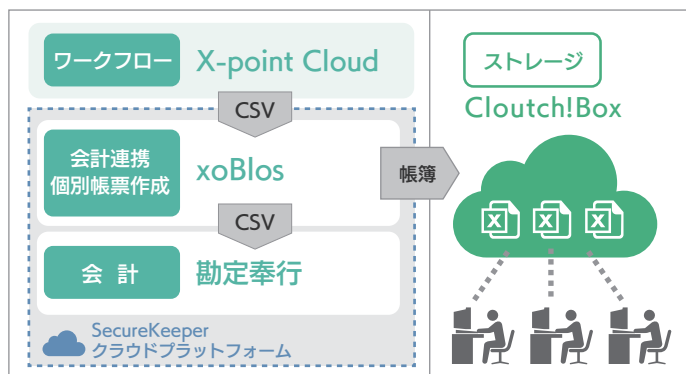 ワークフロー
X-point Cloud
CSV
会計連携
個別帳票作成
xoBlos
CSV
会 計
勘定奉行
SecureKeeper
クラウドプラットフォーム
帳簿
ストレージ
Cloutch!Box
X X X